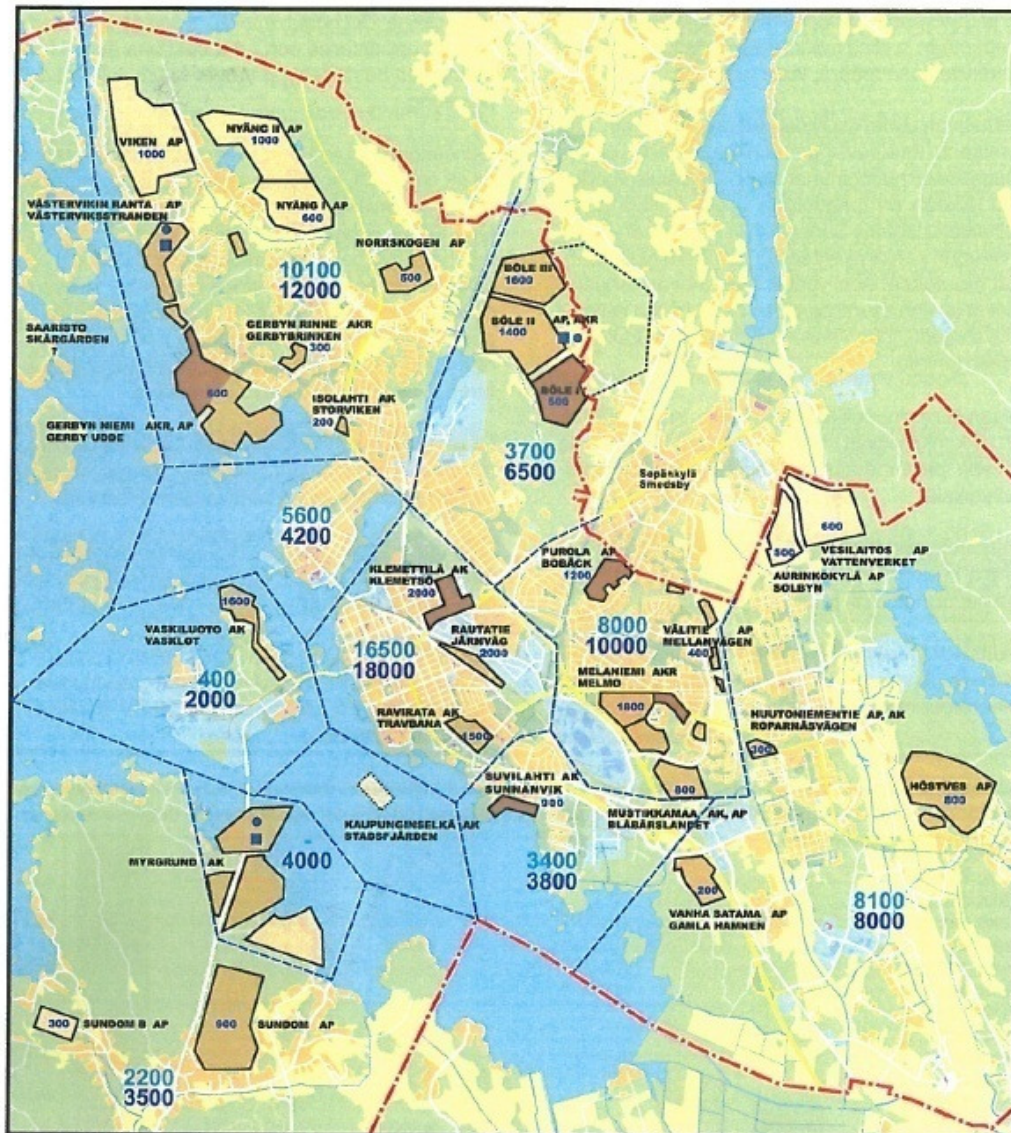 VIKEN AP
1000
NYÄNG II AP
1000
NYÄNG I AP
600
VÄSTERVIKIN RANTA AP
VÄSTERVIKSSTRANDEN
NORRSKOGEN AP
500
10100
12000
BÖLE III
1600
BÖLE II
1400
AP, AKR
500
SAARISTO
SKÄRGÅRDEN
?
GERBYN RINNE AKR
GERBYBRINKEN
300
600
ISOLAHTI AK
STORVIKEN
200
GERBYN NIEMI AKR, AP
GERBY UDDE
3700
6500
Sepänkylä
Smedsby
5600
4200
600
500
VESILAITOS AP
VATTENVERKET
AURINKOKYLÄ AP
SOLBYN
KLEMETTILÄ AK
KLEMETSÖ
2000
PUROLA AP
BOBÄCK
1200
1600
VASKILUOTO AK
VASKLOT
RAUTATIE
JÄRNVÄG
2000
8000
10000
VÄLITIE AP
MELLANVÄGEN
400
16500
18000
400
2000
MELANIEMI AKR
MELMO
1800
RAVIRATA AK
TRAVBANA
1500
HUUTONIEMENTIE AP, AK
ROPARNÄSVÄGEN
300
SUVILAHTI AK
SUNNANVIK
900
800
HÖSTVES AP
800
KAUPUNGINSELKÄ AK
STADSFJÄRDEN
MUSTIKKAMAA AK, AP
BLÅBÄRSLANDET
MYRGRUND AK
4000
3400
3800
200
VANHA SATAMA AP
GAMLA HAMNEN
8100
8000
300
SUNDOM B AP
900
SUNDOM AP
2200
3500